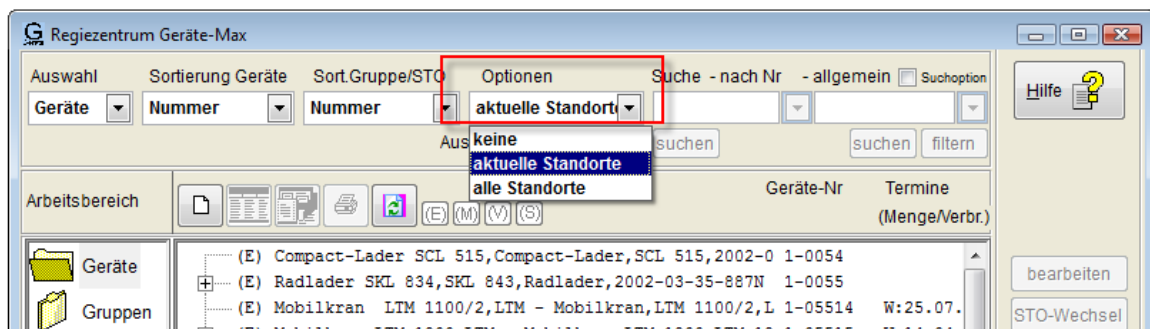 Regiezentrum Geräte-Max
Auswahl Sortierung Geräte Sort.Gruppe/STO Optionen Suche - nach Nr - allgemein Suchoption
Geräte Nummer Nummer aktuelle Standorte
Hilfe
keine
aktuelle Standorte
alle Standorte
suchen suchen filtern
Arbeitsbereich (E) (M) (V) (S) Geräte-Nr Termine
(Menge/Verbr.)
Geräte
Gruppen
(E) Compact-Lader SCL 515,Compact-Lader,SCL 515,2002-0 1-0054
(E) Radlader SKL 834,SKL 843,Radlader,2002-03-35-887N 1-0055
(E) Mobilkran LTM 1100/2,LTM - Mobilkran,LTM 1100/2,L 1-05514 W:25.07.
bearbeiten
STO-Wechsel